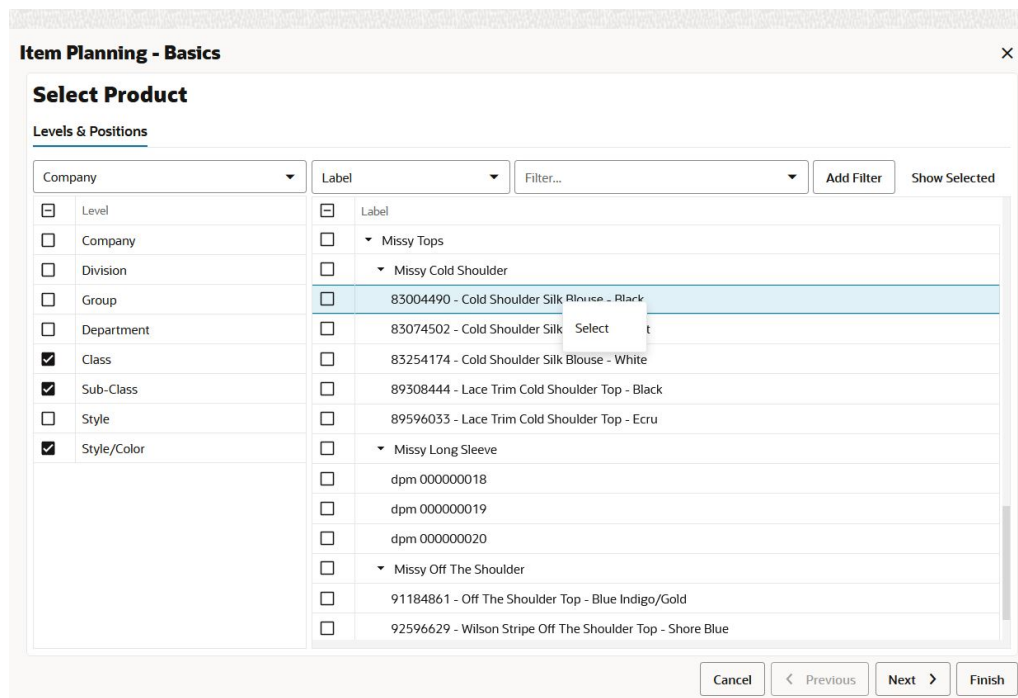 Item Planning - Basics
Select Product
Levels & Positions
Company
Label
Filter...
Add Filter
Show Selected
Level
Company
Division
Group
Department
Class
Sub-Class
Style
Style/Color
Label
Missy Tops
Missy Cold Shoulder
83004490 - Cold Shoulder Silk Blouse - Black
83074502 - Cold Shoulder Silk
Select
83254174 - Cold Shoulder Silk Blouse - White
89308444 - Lace Trim Cold Shoulder Top - Black
89596033 - Lace Trim Cold Shoulder Top - Ecru
Missy Long Sleeve
dpm 000000018
dpm 000000019
dpm 000000020
Missy Off The Shoulder
91184861 - Off The Shoulder Top - Blue Indigo/Gold
92596629 - Wilson Stripe Off The Shoulder Top - Shore Blue
Cancel
Previous
Next
Finish